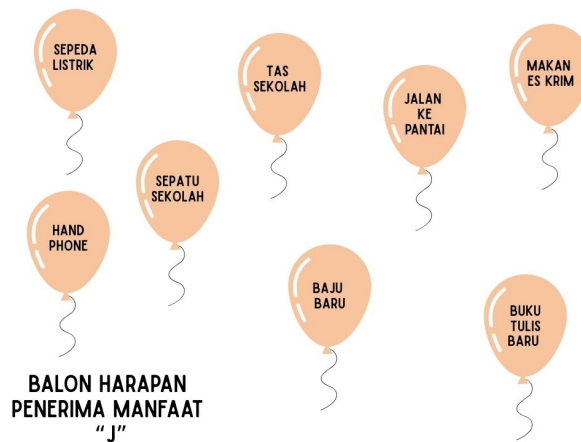 SEPEDA
LISTRIK
TAS
SEKOLAH
MAKAN
ES KRIM
JALAN
KE
PANTAI
SEPATU
SEKOLAH
HAND
PHONE
BAJU
BARU
BUKU
TULIS
BARU
BALON HARAPAN
PENERIMA MANFAAT
“J”